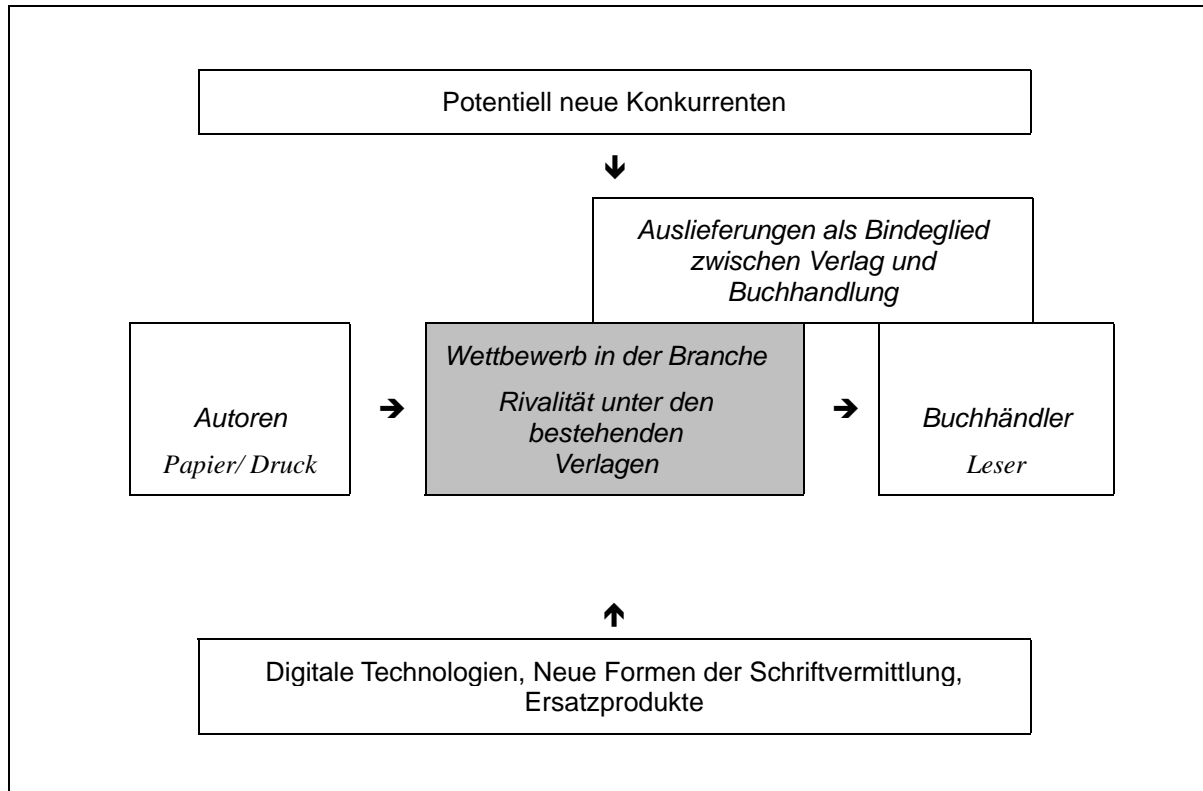 Potentiell neue Konkurrenten
Auslieferungen als Bindeglied
zwischen Verlag und
Buchhandlung
Autoren
Papier/ Druck
Wettbewerb in der Branche
Rivalität unter den
bestehenden
Verlagen
Buchhändler
Leser
Digitale Technologien, Neue Formen der Schriftvermittlung,
Ersatzprodukte